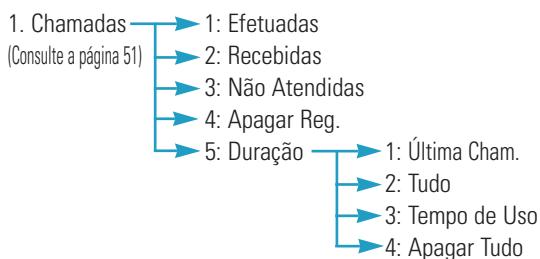 1. Chamadas
(Consulte a página 51)
1: Efetuadas
2: Recebidas
3: Não Atendidas
4: Apagar Reg.
5: Duração
1: Última Cham.
2: Tudo
3: Tempo de Uso
4: Apagar Tudo